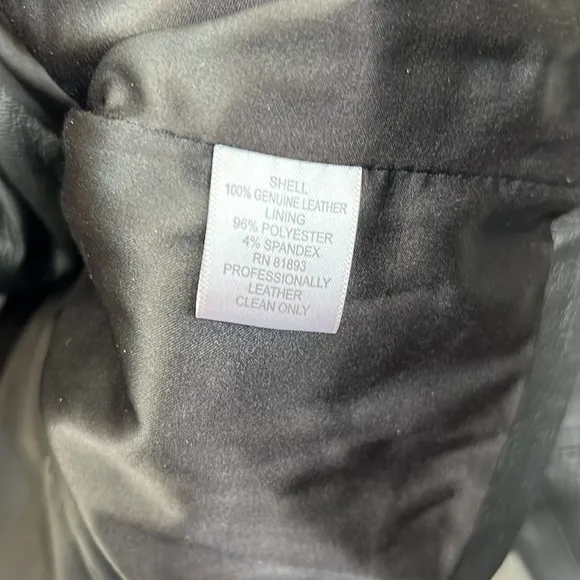 SHELL
100% GENUINE LEATHER
LINING
96% POLYESTER
4% SPANDEX
RN 81893
PROFESSIONALLY
LEATHER
CLEAN ONLY